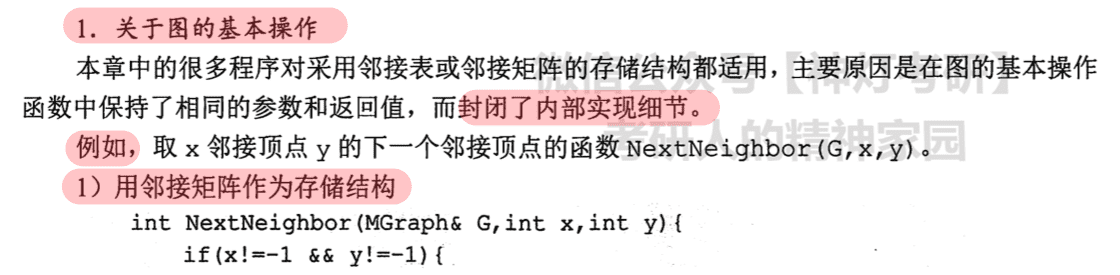 1. 关于图的基本操作
本章中的很多程序对采用邻接表或邻接矩阵的存储结构都适用，主要原因是在图的基本操作
函数中保持了相同的参数和返回值，而封闭了内部实现细节。
例如，取 x 邻接顶点 y 的下一个邻接顶点的函数 NextNeighbor(G,x,y)。
1）用邻接矩阵作为存储结构
int NextNeighbor(MGraph& G,int x,int y){
if(x!=-1 && y!=-1){
微信公众号【神灯考研】
考研人的精神家园